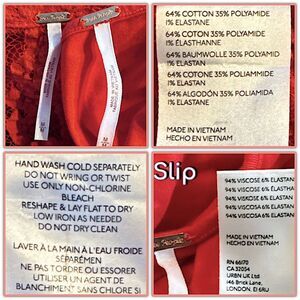 64% COTTON 35% POLYAMIDE
1% ELASTANE
64% COTON 35% POLYAMIDE
1% ÉLASTHANNE
64% BAUMWOLLE 35% POLYAMID
1% ELASTANE
64% COTONE 35% POLIAMMIDE
1% ELASTANE
64% ALGODÓN 35% POLIAMIDA
1% ELASTANE
MADE IN VIETNAM
HECHO EN VIETNAM
HAND WASH COLD SEPARATELY
DO NOT WRING OR TWIST
USE ONLY NON-CHLORINE
BLEACH
RESHAPE & LAY FLAT TO DRY
LOW IRON AS NEEDED
DO NOT DRY CLEAN
LAVER À LA MAIN À L'EAU FROIDE
SÉPARÉMEN
NE PAS TORDRE OU ESSORER
UTILISER UN AGENT DE
BLANCHIMENT SANS CHLORE SI
Slip
94% VISCOSE 6% ELASTAN
94% VISCOSE 6% ÉLASTAN
94% VISKOSE 6% ELASTAN
94% VISCOSA 6% ELASTAN
94% VISCOSA 6% ELASTAN
MADE IN VIETNAM
HECHO EN VIETNAM
RN 66170
CA 32054
URBN UK Ltd
146 Brick Lane,
LONDON, E1 6RU